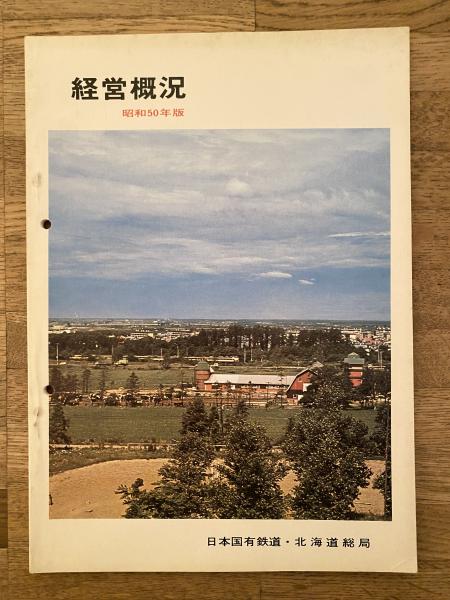 経営概況
昭和50年版
日本国有鉄道・北海道総局